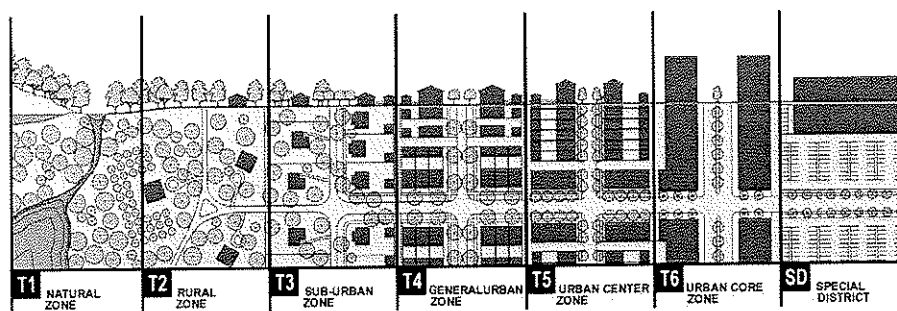 T1 NATURAL
ZONE
T2 RURAL
ZONE
T3 SUB-URBAN
ZONE
T4 GENERALURBAN
ZONE
T5 URBAN CENTER
ZONE
T6 URBAN CORE
ZONE
SD SPECIAL
DISTRICT